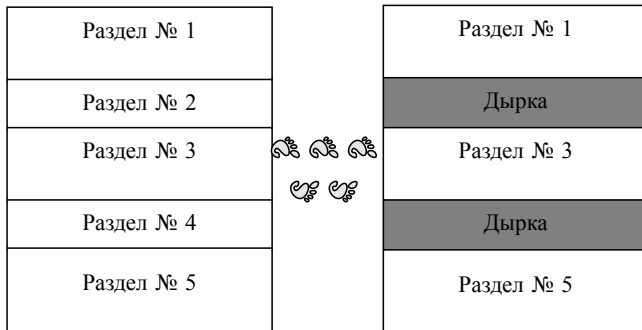 Раздел № 1
Раздел № 2
Раздел № 3
Раздел № 4
Раздел № 5
Раздел № 1
Дырка
Раздел № 3
Дырка
Раздел № 5